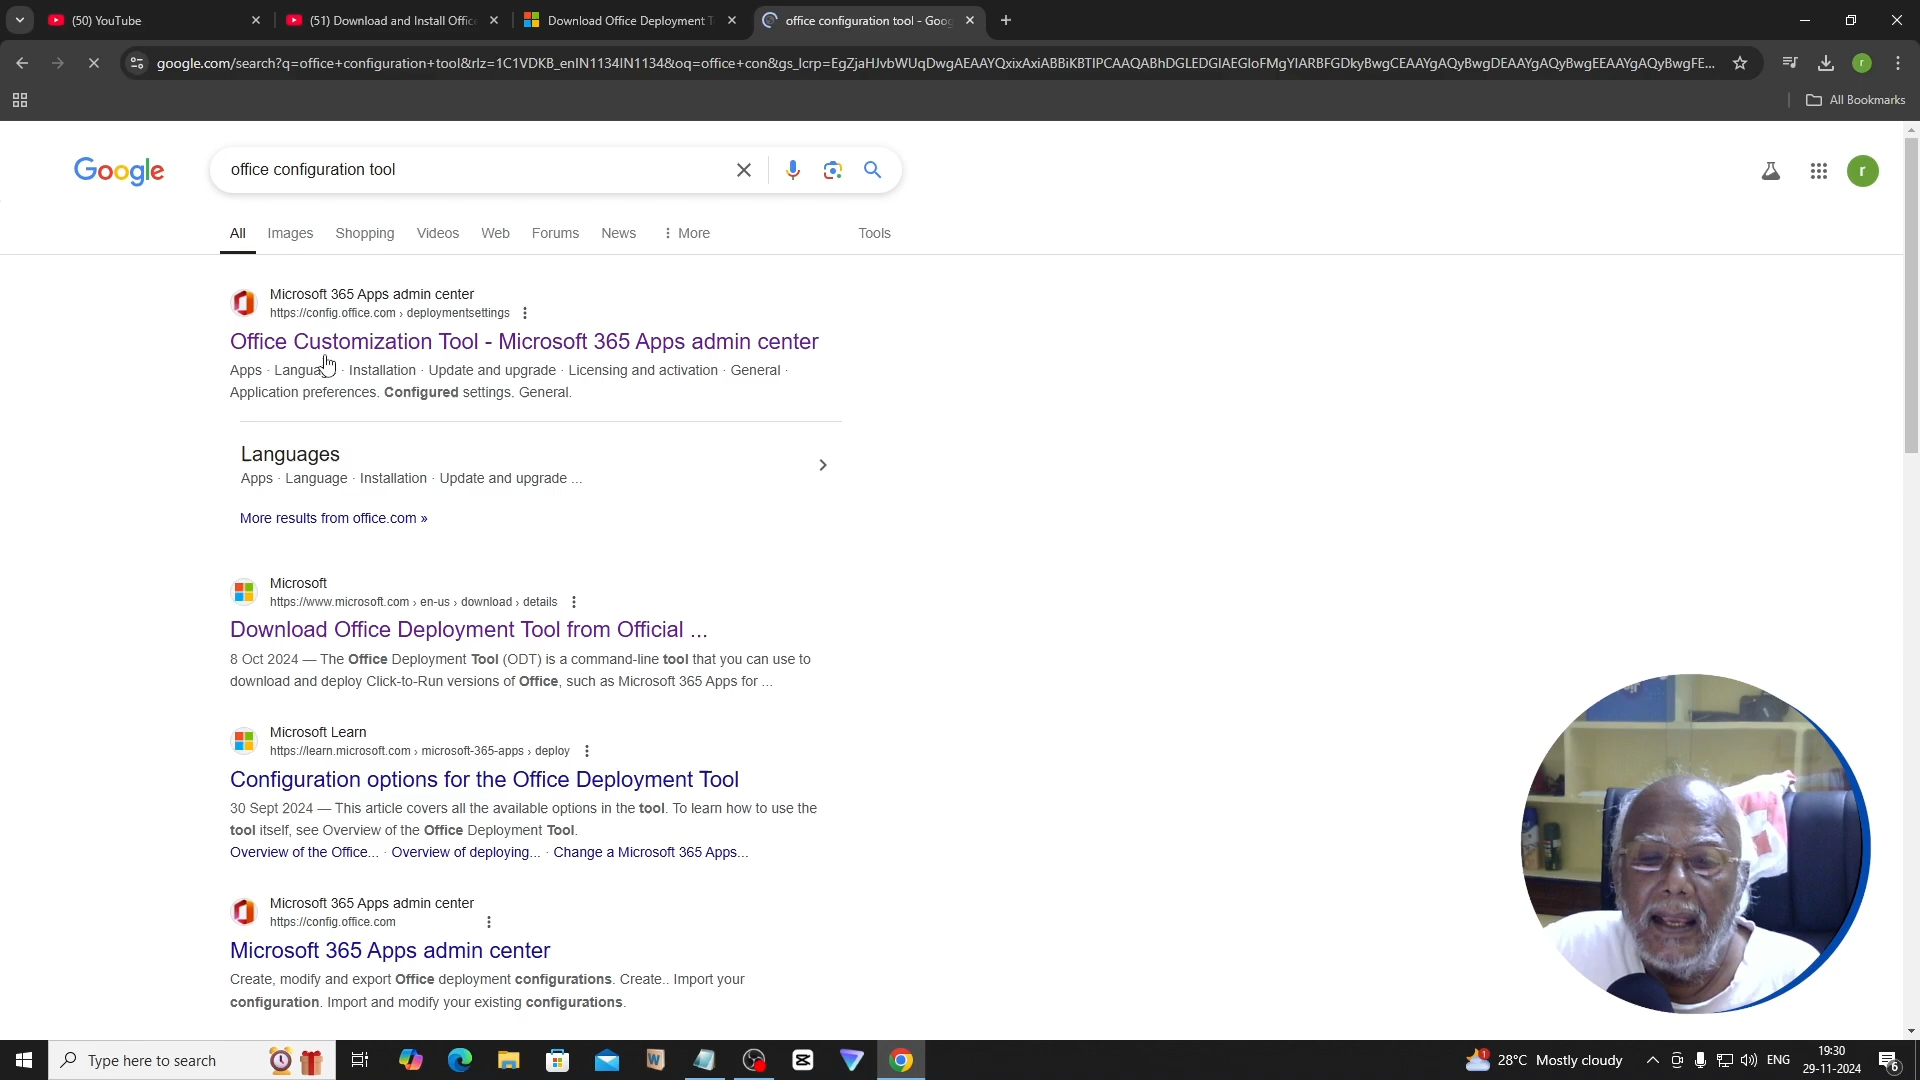 (50) YouTube
(51) Download and Install Office
Download Office Deployment T
office configuration tool - Goog
google.com/search?q=office+configuration+tool&rlz=1C1VDKB_enIN1134IN1134&oq=office+con&gs_lcrp=EgZjaHJvbWUqDwgAEAAYQxixAxiABBiKBTIPCAAQABhDGLEDGIAEGIoFMgYIARBFGDkyBwgCEAAYgAQyBwgDEAAYgAQyBwgEEAAYgAQyBwgFE...
All Bookmarks
Google
office configuration tool
r
All Images Shopping Videos Web Forums News More Tools
Microsoft 365 Apps admin center
https://config.office.com › deploymentsettings
Office Customization Tool - Microsoft 365 Apps admin center
Apps · Langua · Installation · Update and upgrade · Licensing and activation · General ·
Application preferences. Configured settings. General.
Languages
Apps · Language · Installation · Update and upgrade ...
More results from office.com »
Microsoft
https://www.microsoft.com › en-us › download › details
Download Office Deployment Tool from Official ...
8 Oct 2024 — The Office Deployment Tool (ODT) is a command-line tool that you can use to
download and deploy Click-to-Run versions of Office, such as Microsoft 365 Apps for ...
Microsoft Learn
https://learn.microsoft.com › microsoft-365-apps › deploy
Configuration options for the Office Deployment Tool
30 Sept 2024 — This article covers all the available options in the tool. To learn how to use the
tool itself, see Overview of the Office Deployment Tool.
Overview of the Office... · Overview of deploying... · Change a Microsoft 365 Apps...
Microsoft 365 Apps admin center
https://config.office.com
Microsoft 365 Apps admin center
Create, modify and export Office deployment configurations. Create.. Import your
configuration. Import and modify your existing configurations.
Type here to search
28°C Mostly cloudy
ENG
19:30
29-11-2024
6